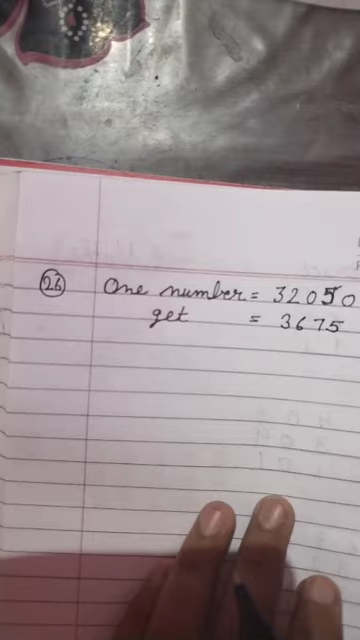 26 One number = 32050
get = 3675